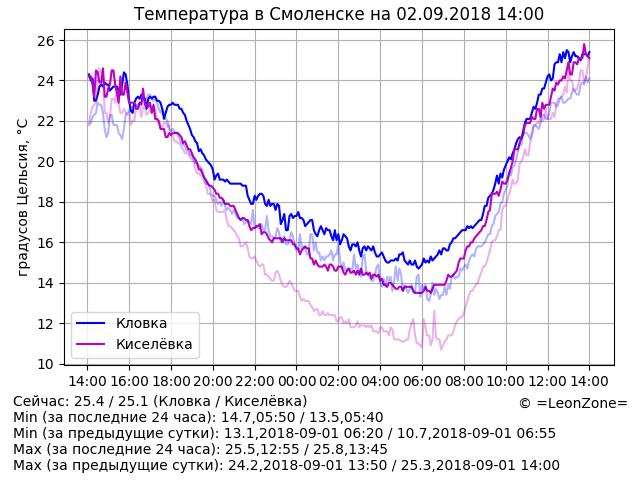 Температура в Смоленске на 02.09.2018 14:00
градусов Цельсия, °C
26
24
22
20
18
16
14
12
10
Кловка
Киселёвка
14:00 16:00 18:00 20:00 22:00 00:00 02:00 04:00 06:00 08:00 10:00 12:00 14:00
Сейчас: 25.4 / 25.1 (Кловка / Киселёвка)
© =LeonZone=
Min (за последние 24 часа): 14.7,05:50 / 13.5,05:40
Min (за предыдущие сутки): 13.1,2018-09-01 06:20 / 10.7,2018-09-01 06:55
Max (за последние 24 часа): 25.5,12:55 / 25.8,13:45
Max (за предыдущие сутки): 24.2,2018-09-01 13:50 / 25.3,2018-09-01 14:00